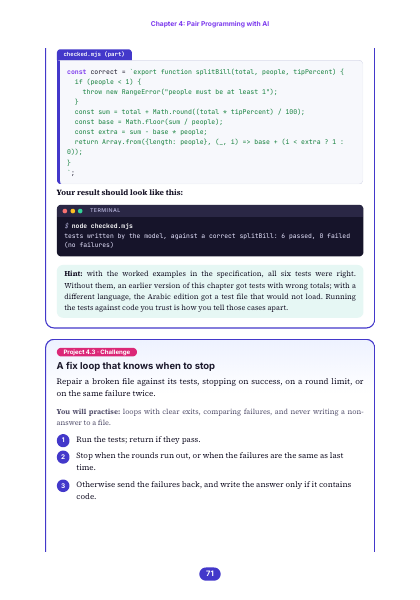 Chapter 4: Pair Programming with AI
checked.mjs (part)
const correct = `export function splitBill(total, people, tipPercent) {
if (people < 1) {
throw new RangeError("people must be at least 1");
}
const sum = total + Math.round((total * tipPercent) / 100);
const base = Math.floor(sum / people);
const extra = sum - base * people;
return Array.from({length: people}, (_, i) => base + (i < extra ? 1 :
0));
}
`;
Your result should look like this:
TERMINAL
$ node checked.mjs
tests written by the model, against a correct splitBill: 6 passed, 0 failed
(no failures)
Hint: with the worked examples in the specification, all six tests were right.
Without them, an earlier version of this chapter got tests with wrong totals; with a
different language, the Arabic edition got a test file that would not load. Running
the tests against code you trust is how you tell those cases apart.
Project 4.3 · Challenge
A fix loop that knows when to stop
Repair a broken file against its tests, stopping on success, on a round limit, or
on the same failure twice.
You will practise: loops with clear exits, comparing failures, and never writing a non-
answer to a file.
1 Run the tests; return if they pass.
2 Stop when the rounds run out, or when the failures are the same as last
time.
3 Otherwise send the failures back, and write the answer only if it contains
code.
71